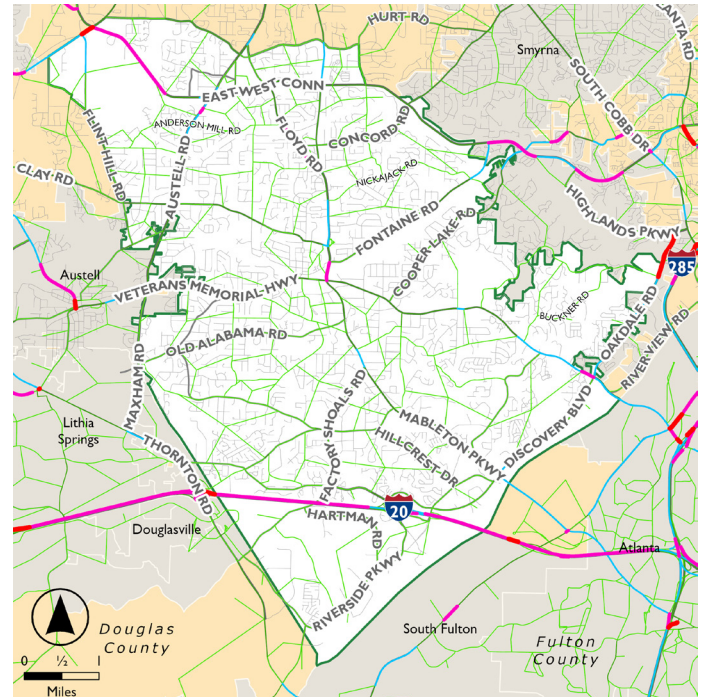 HURT RD
ANTA RD
Smyrna
SOUTH COBB DR
EAST-WEST CONN
ANDERSON MILL RD
FLOYD RD
CONCORD RD
FLINT HILL RD
AUSTELL RD
CLAY RD
NICKAJACK RD
HIGHLANDS PKWY
FONTAINE RD
COOPER LAKE RD
285
Austell
VETERANS MEMORIAL HWY
BUCKNER RD
OAKDALE RD
RIVERVIEW RD
OLD ALABAMA RD
MAXHAM RD
FACTORY SHOALS RD
MABLETON PKWY
DISCOVERY BLVD
Lithia
Springs
HILLCREST DR
THORNTON RD
20
HARTMAN RD
Douglasville
Atlanta
RIVERSIDE PKWY
South Fulton
Douglas
County
Fulton
County
0 ½ 1
Miles